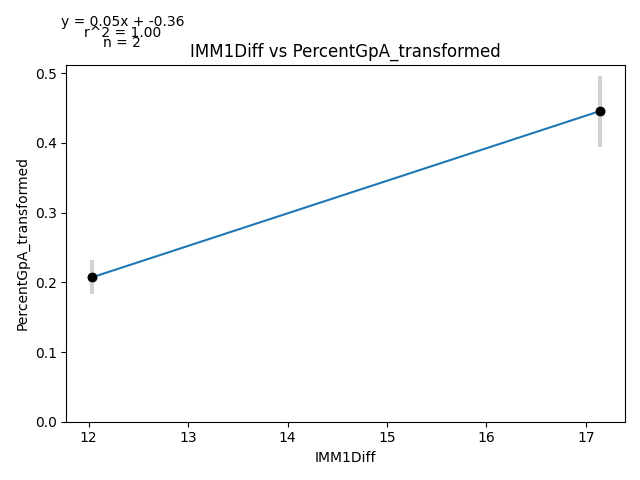 y = 0.05x + -0.36
r^2 = 1.00
n = 2
IMM1Diff vs PercentGpA_transformed
0.5
0.4
0.3
0.2
0.1
0.0
PercentGpA_transformed
12 13 14 15 16 17
IMM1Diff